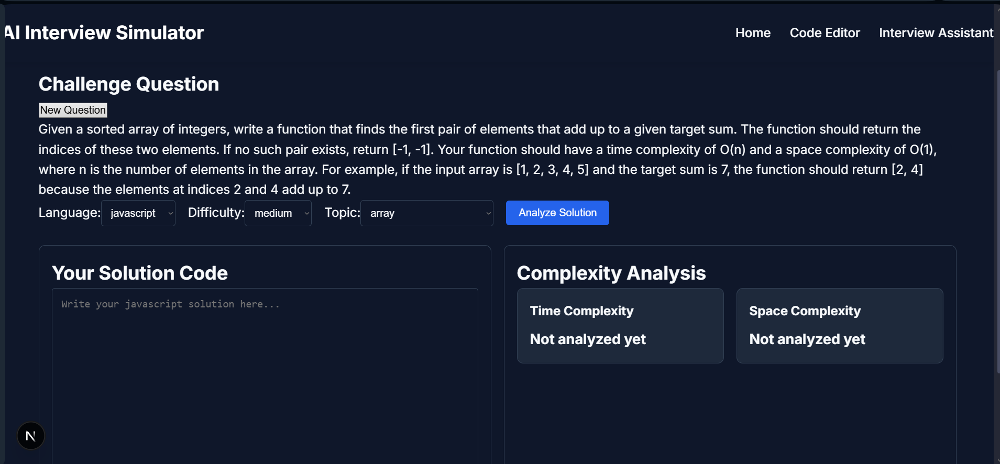 AI Interview Simulator
Home
Code Editor
Interview Assistant
Challenge Question
New Question
Given a sorted array of integers, write a function that finds the first pair of elements that add up to a given target sum. The function should return the
indices of these two elements. If no such pair exists, return [-1, -1]. Your function should have a time complexity of O(n) and a space complexity of O(1),
where n is the number of elements in the array. For example, if the input array is [1, 2, 3, 4, 5] and the target sum is 7, the function should return [2, 4]
because the elements at indices 2 and 4 add up to 7.
Language: javascript Difficulty: medium Topic: array Analyze Solution
Your Solution Code
Write your javascript solution here...
Complexity Analysis
Time Complexity
Not analyzed yet
Space Complexity
Not analyzed yet
N